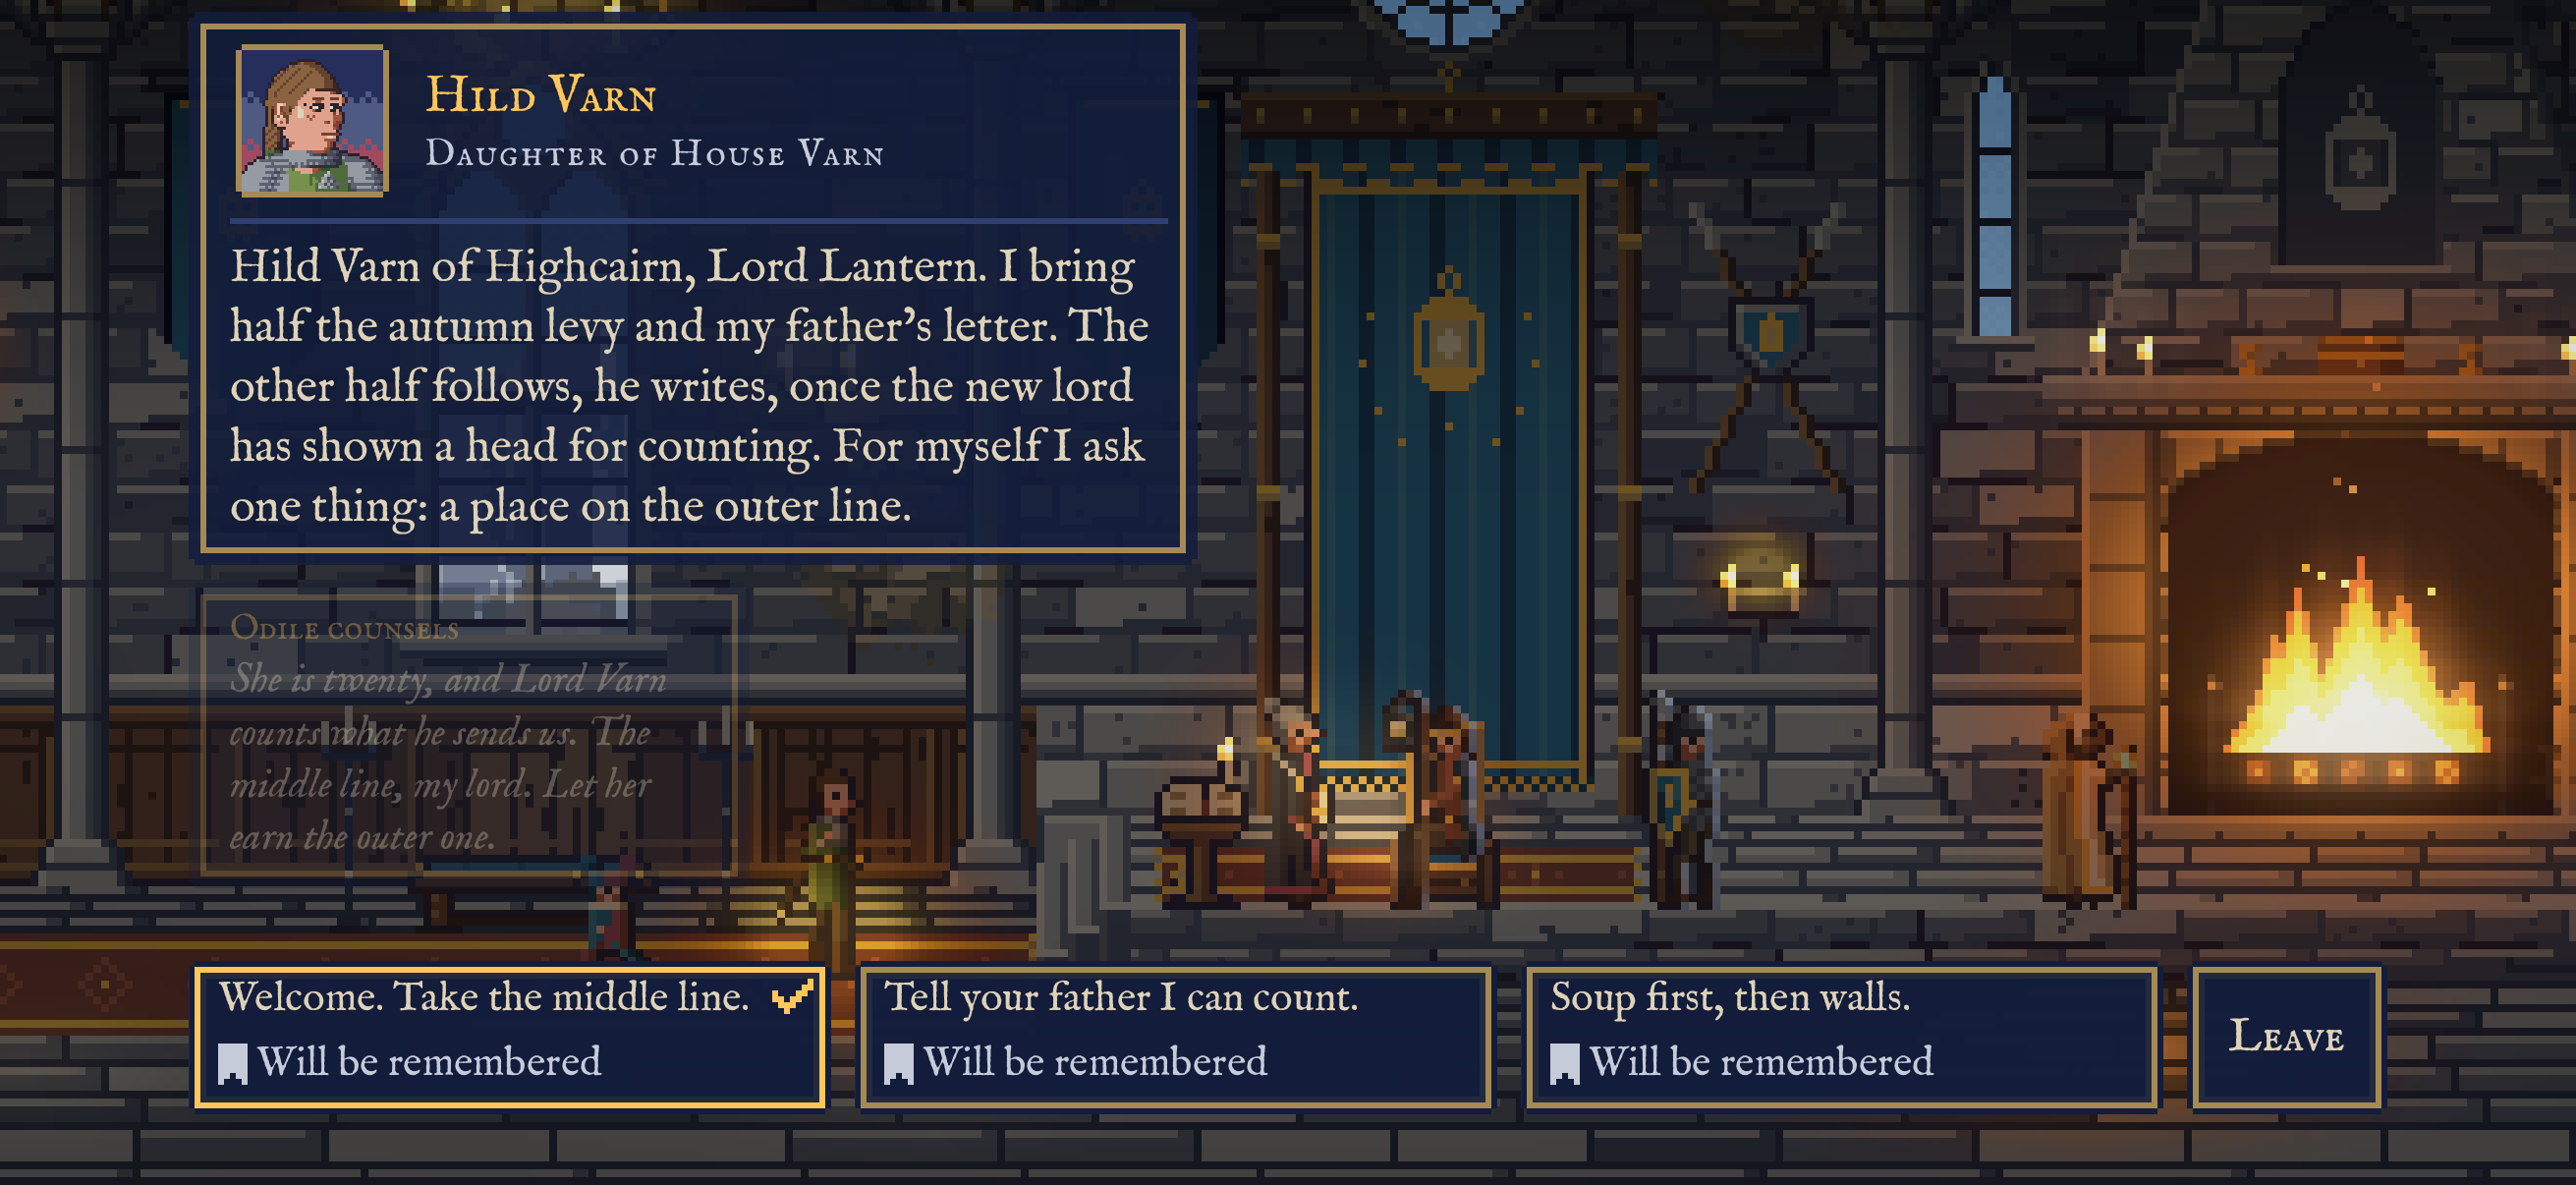 Hild Varn
Daughter of House Varn
Hild Varn of Highcairn, Lord Lantern. I bring
half the autumn levy and my father's letter. The
other half follows, he writes, once the new lord
has shown a head for counting. For myself I ask
one thing: a place on the outer line.
Odile counsels
She is twenty, and Lord Varn
counts what he sends us. The
middle line, my lord. Let her
earn the outer one.
Welcome. Take the middle line.
Will be remembered
Tell your father I can count.
Will be remembered
Soup first, then walls.
Will be remembered
Leave